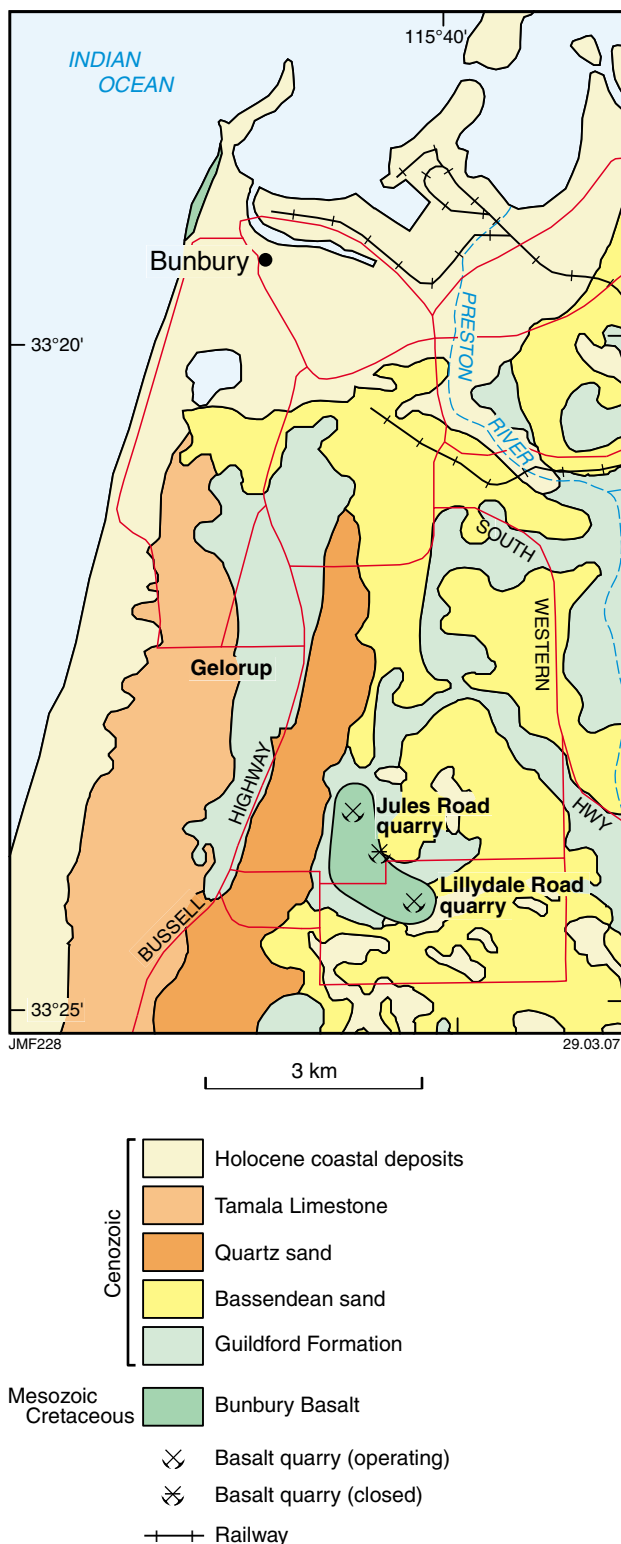 115°40'
INDIAN
OCEAN
Bunbury
33°20'
PRESTON
RIVER
SOUTH
WESTERN
HWY
Gelorup
HIGHWAY
BUSSELL
Jules Road
quarry
Lillydale Road
quarry
33°25'
JMF228
29.03.07
3 km
Cenozoic
Holocene coastal deposits
Tamala Limestone
Quartz sand
Bassendean sand
Guildford Formation
Mesozoic
Cretaceous
Bunbury Basalt
Basalt quarry (operating)
Basalt quarry (closed)
Railway